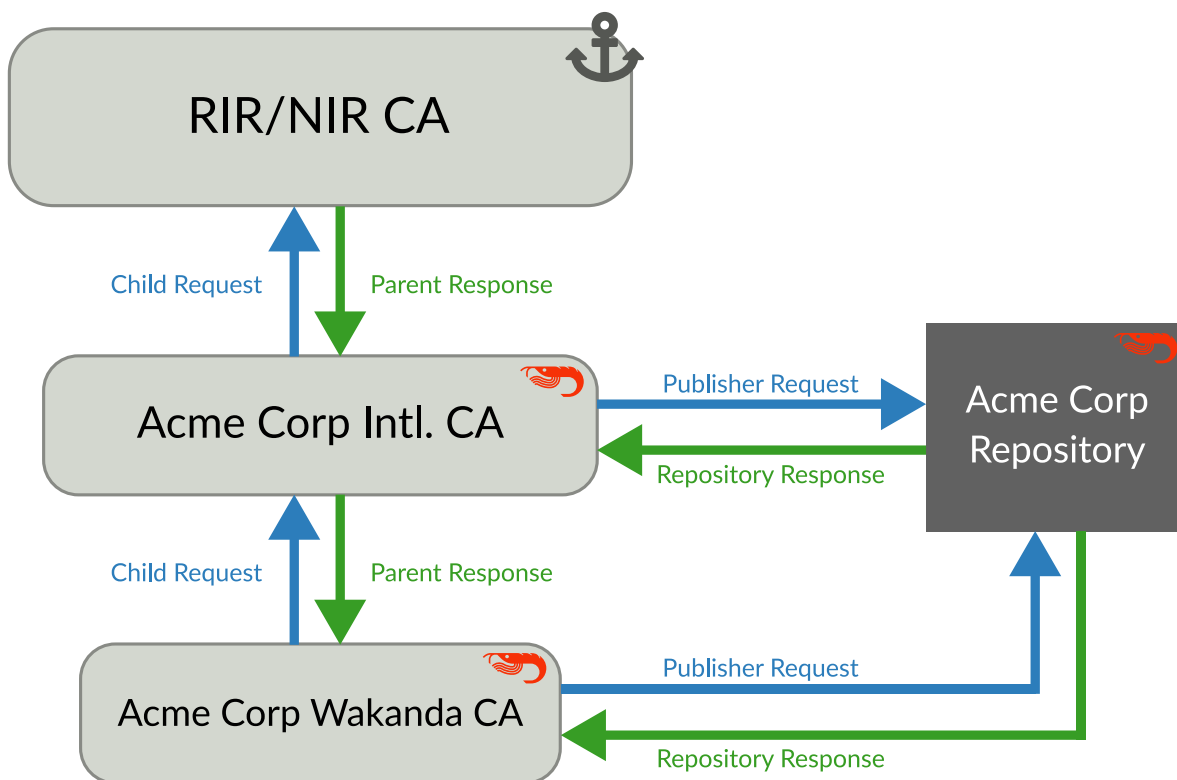 RIR/NIR CA
Child Request
Parent Response
Acme Corp Intl. CA
Publisher Request
Repository Response
Acme Corp
Repository
Child Request
Parent Response
Acme Corp Wakanda CA
Publisher Request
Repository Response